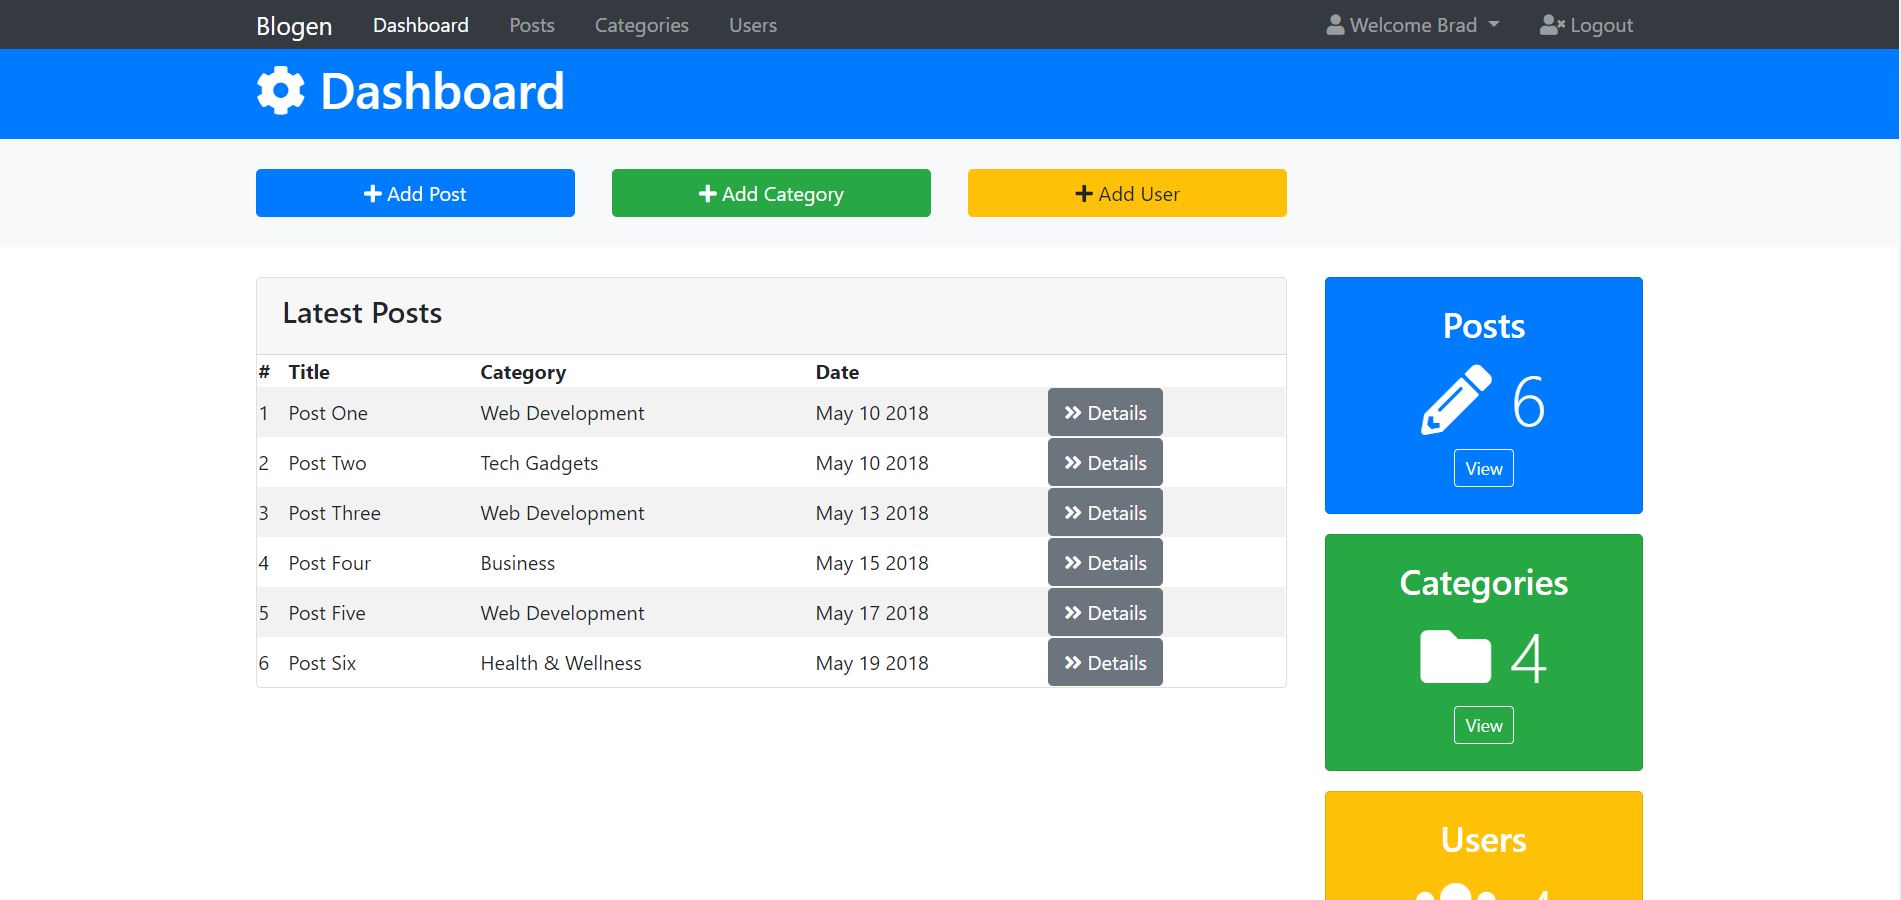 Blogen Dashboard Posts Categories Users Welcome Brad Logout
Dashboard
Add Post Add Category Add User
Latest Posts
# Title Category Date
1 Post One Web Development May 10 2018 Details
2 Post Two Tech Gadgets May 10 2018 Details
3 Post Three Web Development May 13 2018 Details
4 Post Four Business May 15 2018 Details
5 Post Five Web Development May 17 2018 Details
6 Post Six Health & Wellness May 19 2018 Details
Posts
6
View
Categories
4
View
Users